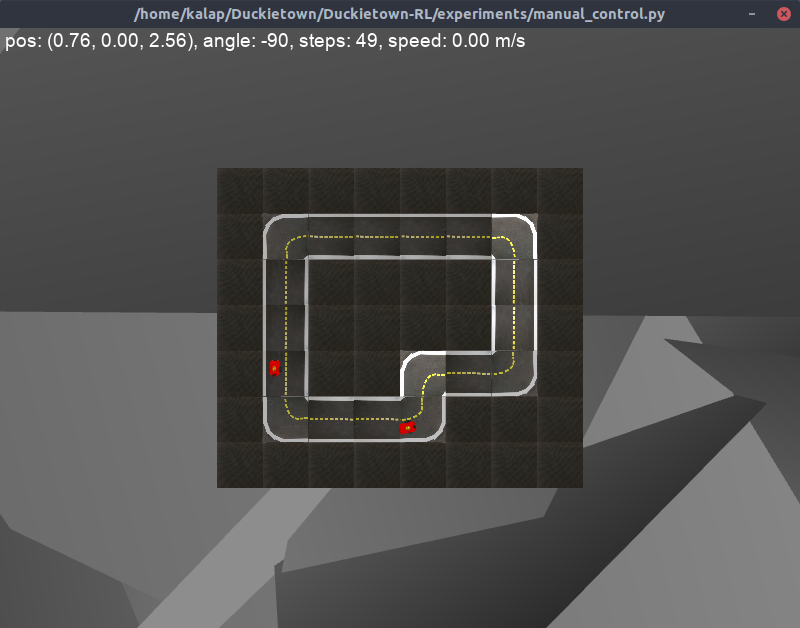 /home/kalap/Duckietown/Duckietown-RL/experiments/manual_control.py
pos: (0.76, 0.00, 2.56), angle: -90, steps: 49, speed: 0.00 m/s